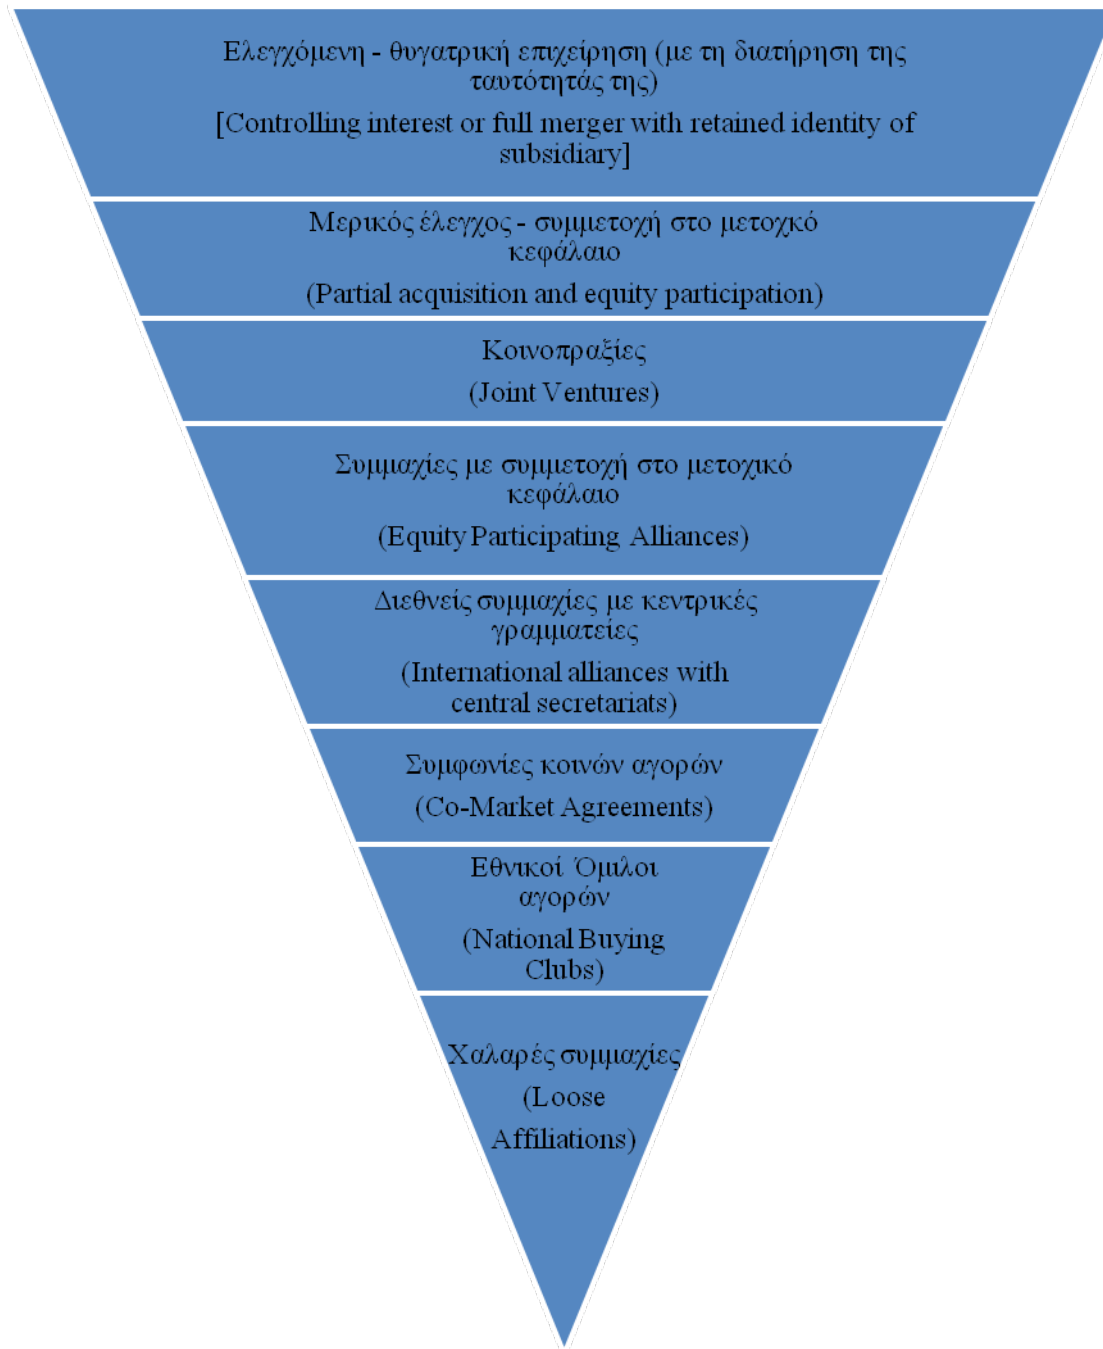 Ελεγχόμενη - θυγατρική επιχείρηση (με τη διατήρηση της
ταυτότητάς της)
[Controlling interest or full merger with retained identity of
subsidiary]
Μερικός έλεγχος - συμμετοχή στο μετοχκό
κεφάλαιο
(Partial acquisition and equity participation)
Κοινοπραξίες
(Joint Ventures)
Συμμαχίες με συμμετοχή στο μετοχικό
κεφάλαιο
(Equity Participating Alliances)
Διεθνείς συμμαχίες με κεντρικές
γραμματείες
(International alliances with
central secretariats)
Συμφωνίες κοινών αγορών
(Co-Market Agreements)
Εθνικοί Όμιλοι
αγορών
(National Buying
Clubs)
Χαλαρές συμμαχίες
(Loose
Affiliations)